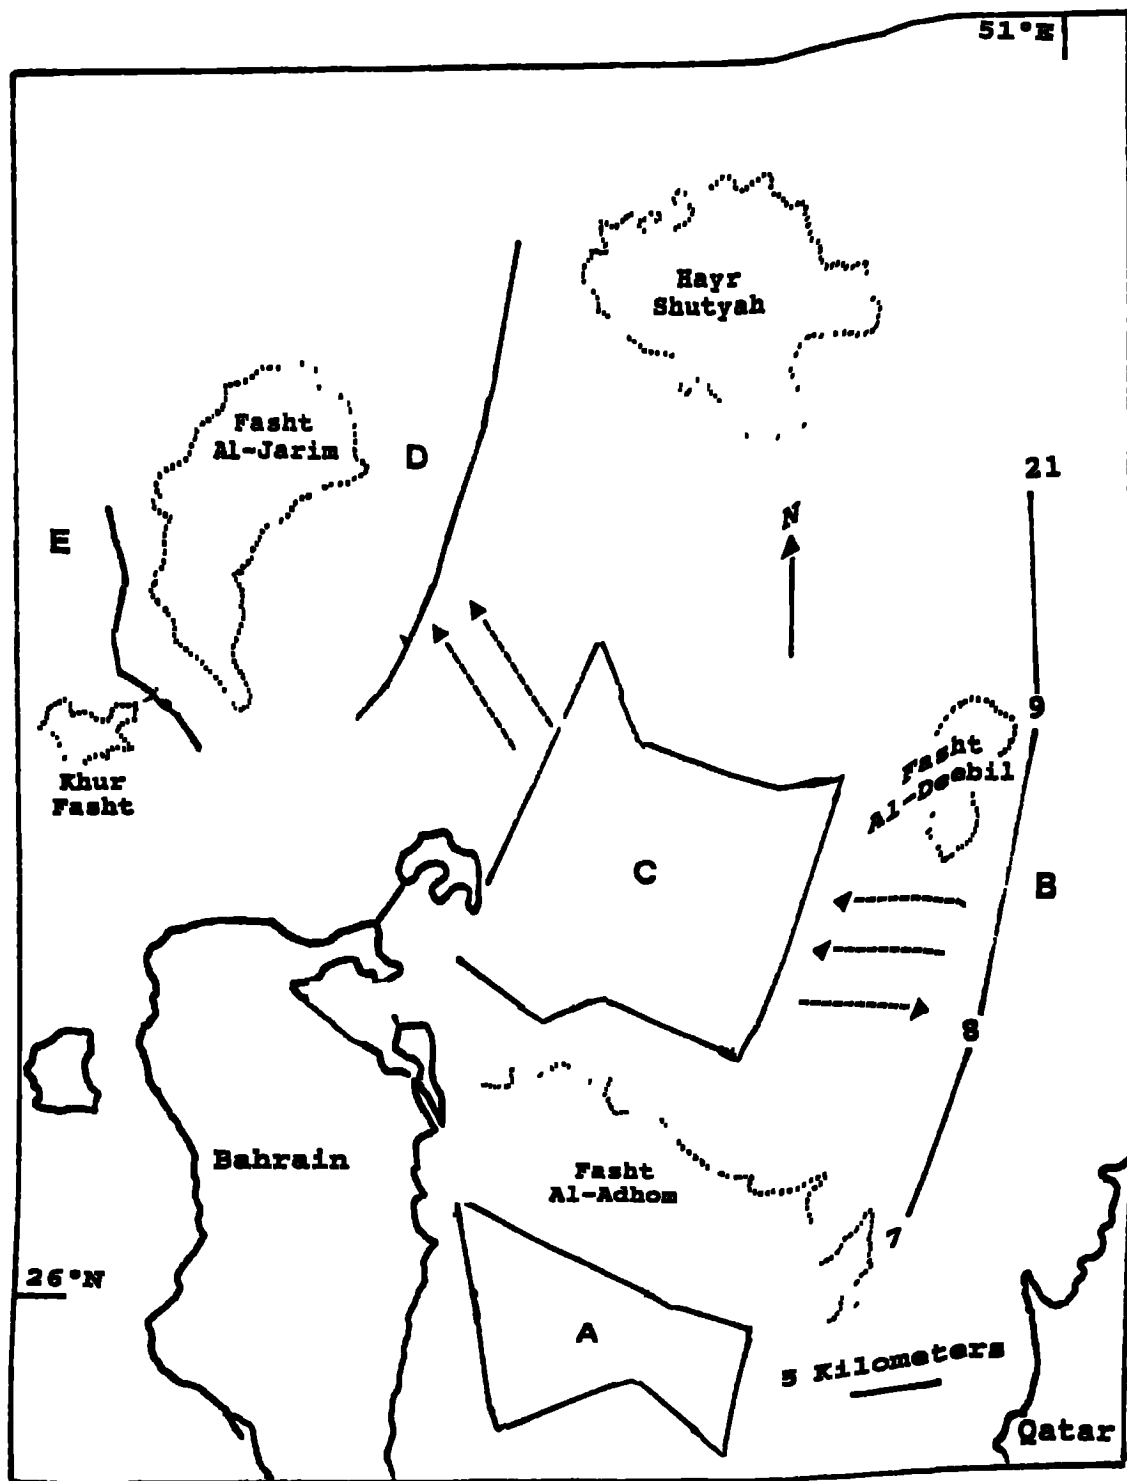 51°E
Hayr
Shutyah
Fasht
Al-Jarim
D
21
E
N
9
Fasht
Al-Deebil
Khur
Fasht
C
B
8
Bahrain
Fasht
Al-Adhom
7
26°N
A
5 Kilometers
Qatar